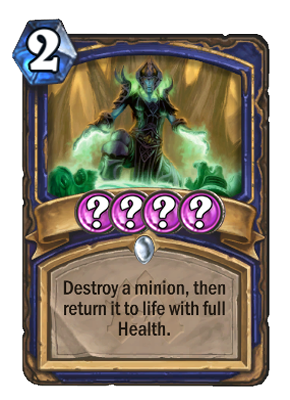 2
? ? ? ?
Destroy a minion, then
return it to life with full
Health.